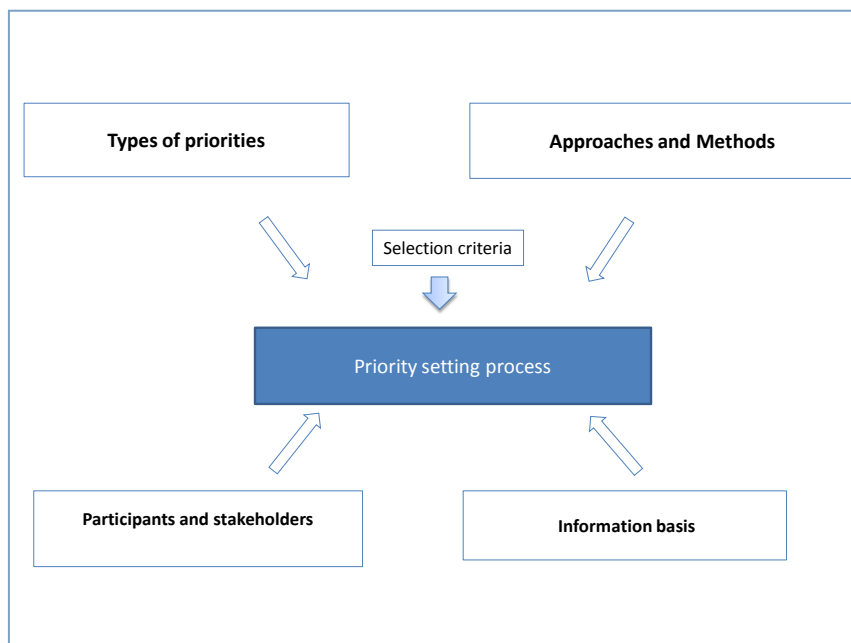 Types of priorities
Approaches and Methods
Selection criteria
Priority setting process
Participants and stakeholders
Information basis